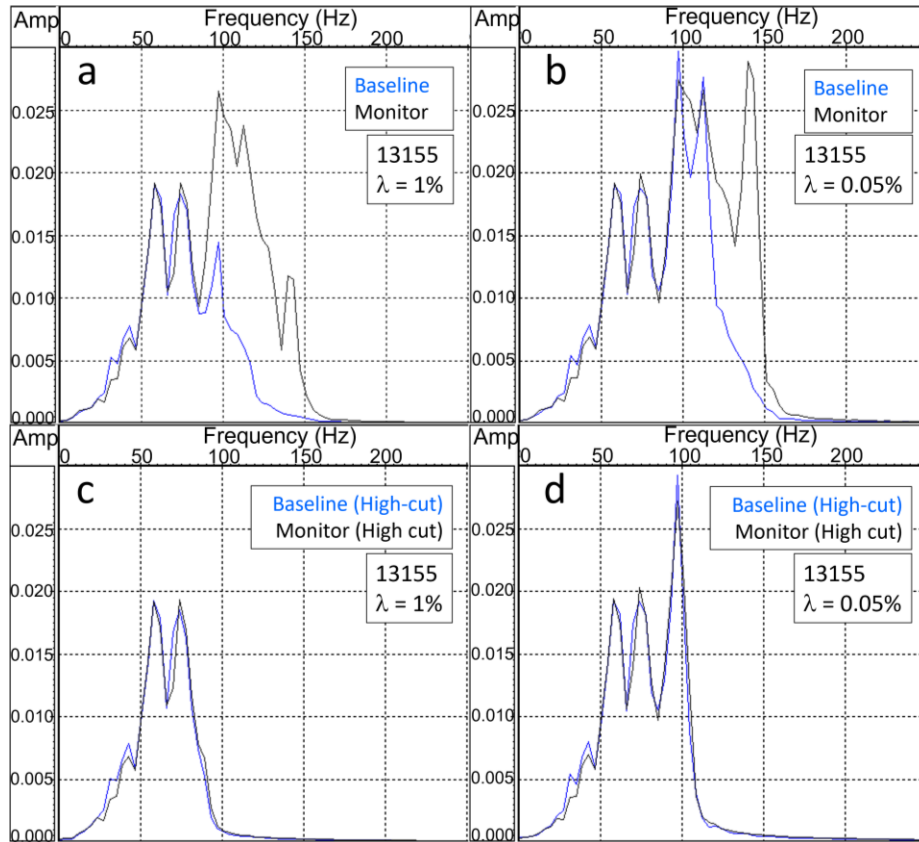 Amp Frequency (Hz)
0 50 100 150 200
a
Baseline
Monitor
13155
λ = 1%
0.025
0.020
0.015
0.010
0.005
0.000
Amp Frequency (Hz)
0 50 100 150 200
b
Baseline
Monitor
13155
λ = 0.05%
0.025
0.020
0.015
0.010
0.005
0.000
Amp Frequency (Hz)
0 50 100 150 200
c
Baseline (High-cut)
Monitor (High cut)
13155
λ = 1%
0.025
0.020
0.015
0.010
0.005
0.000
Amp Frequency (Hz)
0 50 100 150 200
d
Baseline (High-cut)
Monitor (High cut)
13155
λ = 0.05%
0.025
0.020
0.015
0.010
0.005
0.000